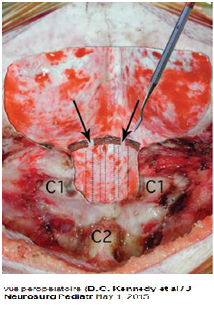 C1 C1
C2
vue peropératoire (D.C. Kennedy et al / J
Neurosurg Pediatr May 1, 2015